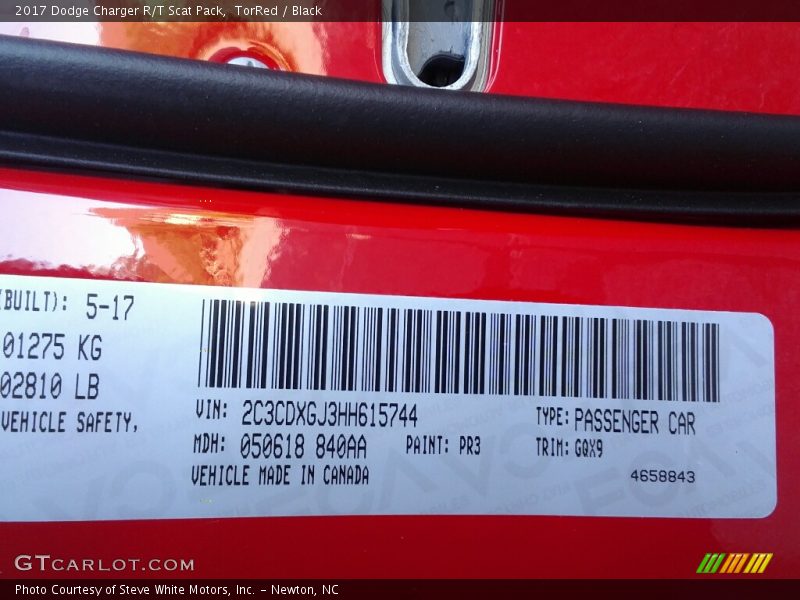 2017 Dodge Charger R/T Scat Pack, TorRed / Black
(BUILT): 5-17
01275 KG
02810 LB
VEHICLE SAFETY,
VIN: 2C3CDXGJ3HH615744
TYPE: PASSENGER CAR
MDH: 050618 840AA
PAINT: PR3
TRIM: GQX9
VEHICLE MADE IN CANADA
4658843
GTCARLOT.COM
Photo Courtesy of Steve White Motors, Inc. – Newton, NC